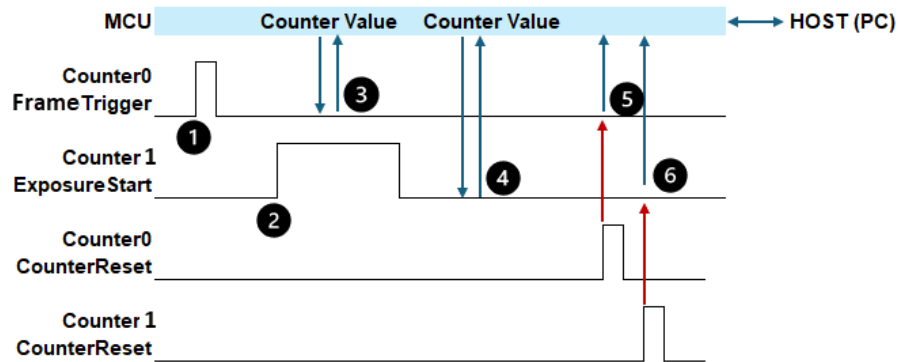 MCU
Counter Value
Counter Value
HOST (PC)
Counter0
FrameTrigger
3
5
1
Counter 1
ExposureStart
4
6
2
Counter0
CounterReset
Counter 1
CounterReset